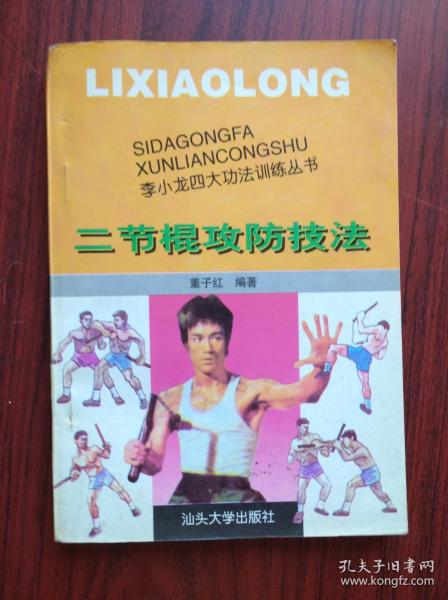 LIXIAOLONG
SIDAGONGFA
XUNLIANCONGSHU
李小龙四大功法训练丛书
二节棍攻防技法
董子红 编著
汕头大学出版社
孔夫子旧书网
www.kongfz.com